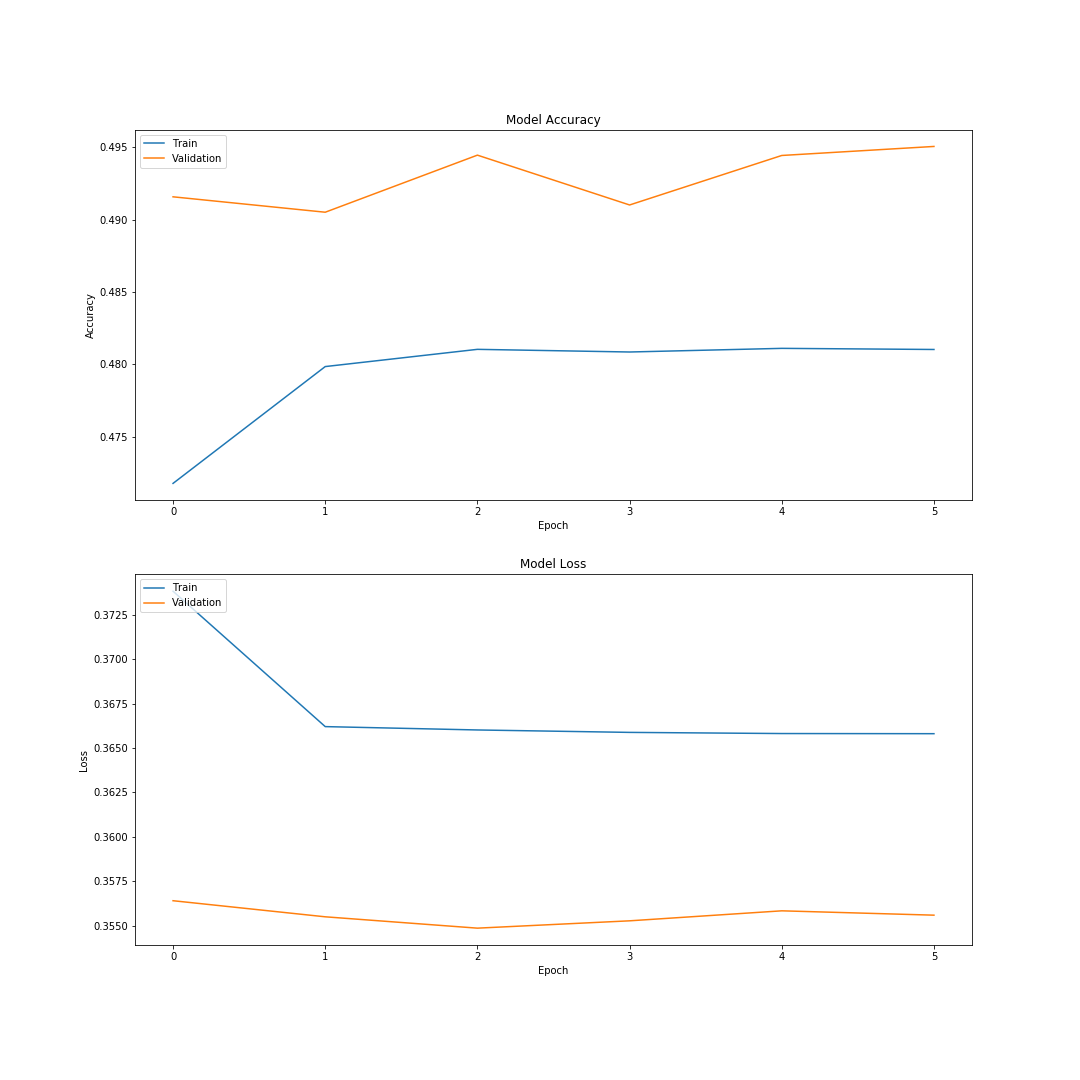 Model Accuracy
Train
Validation
0.495
0.490
0.485
0.480
0.475
Accuracy
0 1 2 3 4 5
Epoch
Model Loss
Train
Validation
0.3725
0.3700
0.3675
0.3650
0.3625
0.3600
0.3575
0.3550
Loss
0 1 2 3 4 5
Epoch